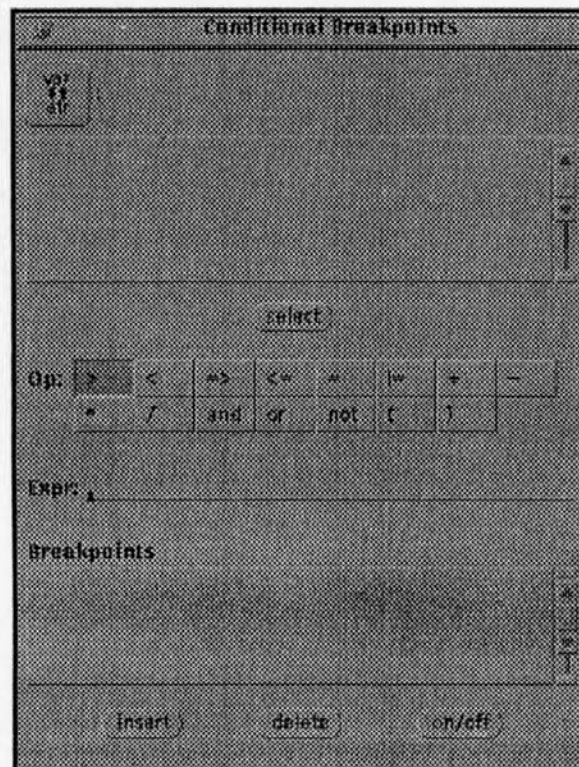 Conditional Breakpoints
select
Op: > < => <= = |= + -
* / and or not ( )
Expr:
Breakpoints
insert delete on/off